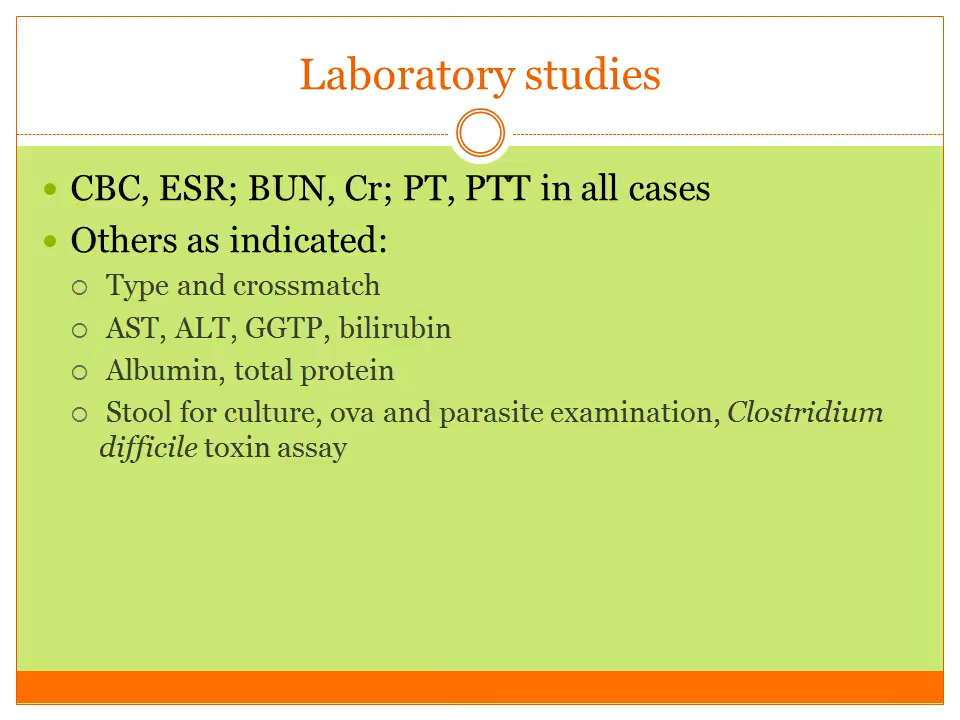 Laboratory studies
CBC, ESR; BUN, Cr; PT, PTT in all cases
Others as indicated:
Type and crossmatch
AST, ALT, GGTP, bilirubin
Albumin, total protein
Stool for culture, ova and parasite examination, Clostridium
difficile toxin assay